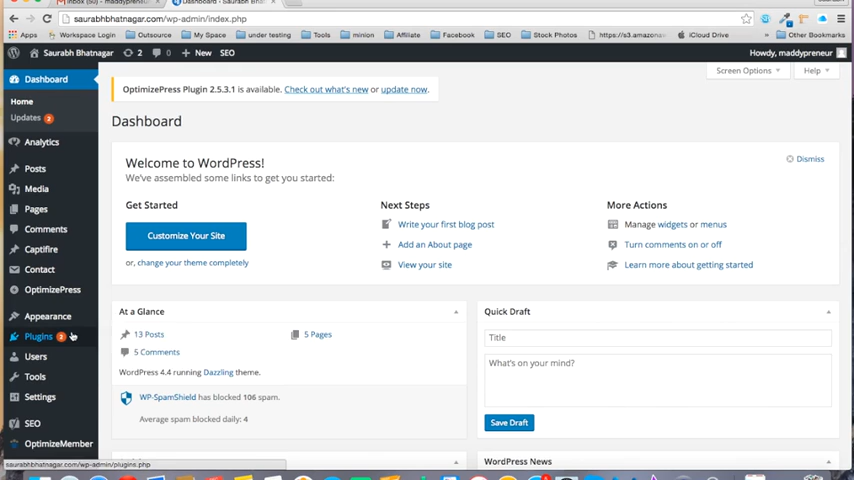 Inbox (50) - maddypreneur
Dashboard ‹ Saurabh Bhatnagar
saurabhbhatnagar.com/wp-admin/index.php
Apps
Workspace Login
Outsource
My Space
under testing
Tools
minion
Affiliate
Facebook
SEO
Stock Photos
https://s3.amazonaws
iCloud Drive
Other Bookmarks
Saurabh Bhatnagar
2
0
+ New
SEO
Howdy, maddypreneur
Dashboard
Home
Updates 2
Analytics
Posts
Media
Pages
Comments
Captifire
Contact
OptimizePress
Appearance
Plugins 2
Users
Tools
Settings
SEO
OptimizeMember
Screen Options
Help
OptimizePress Plugin 2.5.3.1 is available. Check out what's new or update now.
Dashboard
Welcome to WordPress!
We've assembled some links to get you started:
Dismiss
Get Started
Customize Your Site
or, change your theme completely
Next Steps
Write your first blog post
Add an About page
View your site
More Actions
Manage widgets or menus
Turn comments on or off
Learn more about getting started
At a Glance
13 Posts
5 Pages
5 Comments
WordPress 4.4 running Dazzling theme.
WP-SpamShield has blocked 106 spam.
Average spam blocked daily: 4
Quick Draft
Title
What's on your mind?
Save Draft
WordPress News
saurabhbhatnagar.com/wp-admin/plugins.php